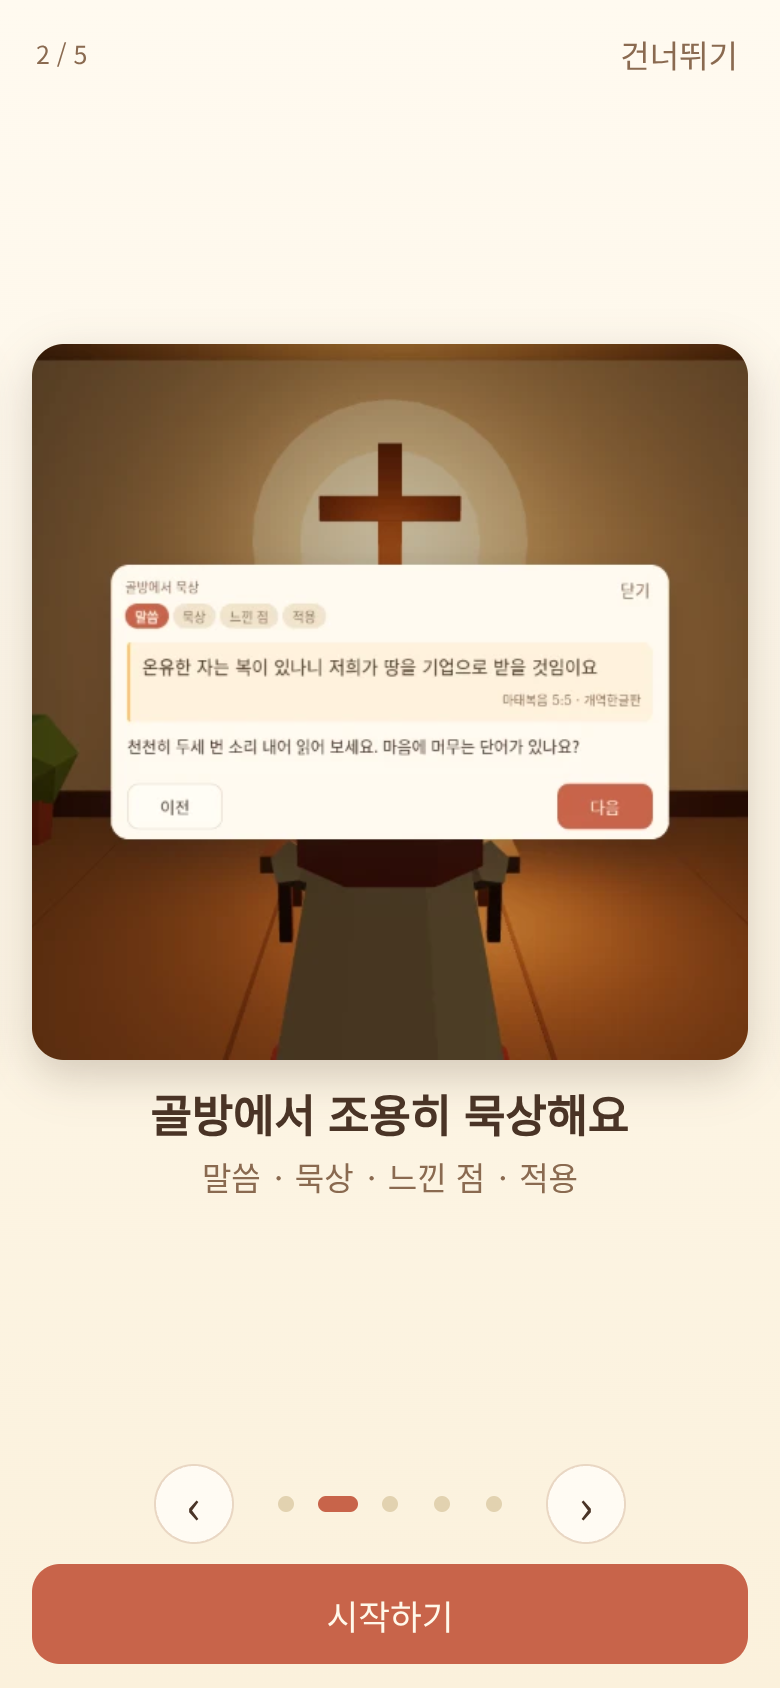 2 / 5
건너뛰기
골방에서 묵상
닫기
말씀 묵상 느낀 점 적용
온유한 자는 복이 있나니 저희가 땅을 기업으로 받을 것임이요
마태복음 5:5 · 개역한글판
천천히 두세 번 소리 내어 읽어 보세요. 마음에 머무는 단어가 있나요?
이전
다음
골방에서 조용히 묵상해요
말씀 · 묵상 · 느낀 점 · 적용
‹ ›
시작하기